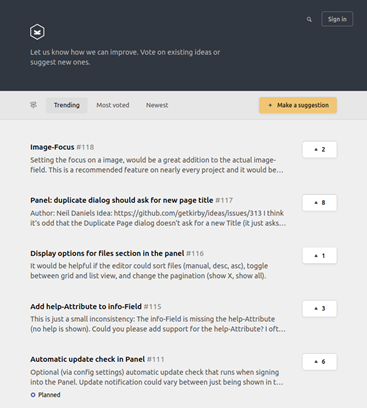 Sign in
Let us know how we can improve. Vote on existing ideas or
suggest new ones.
Trending
Most voted
Newest
+ Make a suggestion
Image-Focus #118
Setting the focus on a image, would be a great addition to the actual image-
field. This is a recommended feature on nearly every project and it would be...
2
Panel: duplicate dialog should ask for new page title #117
Author: Neil Daniels Idea: https://github.com/getkirby/ideas/issues/313 I think
it's odd that the Duplicate Page dialog doesn't ask for a new Title (it just asks...
8
Display options for files section in the panel #116
It would be helpful if the editor could sort files (manual, desc, asc), toggle
between grid and list view, and change the pagination (show X, show all).
1
Add help-Attribute to info-Field #115
This is just a small inconsistency: The info-Field is missing the help-Attribute
(no help is shown). Could you please add support for the help-Attribute? I oft...
3
Automatic update check in Panel #111
Optional (via config settings) automatic update check that runs when signing
into the Panel. Update notification could vary between just being shown in t...
6
Planned